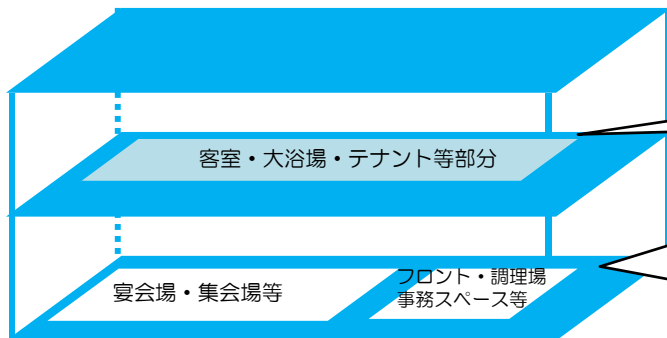 客室・大浴場・テナント等部分
宴会場・集会場等
フロント・調理場
事務スペース等